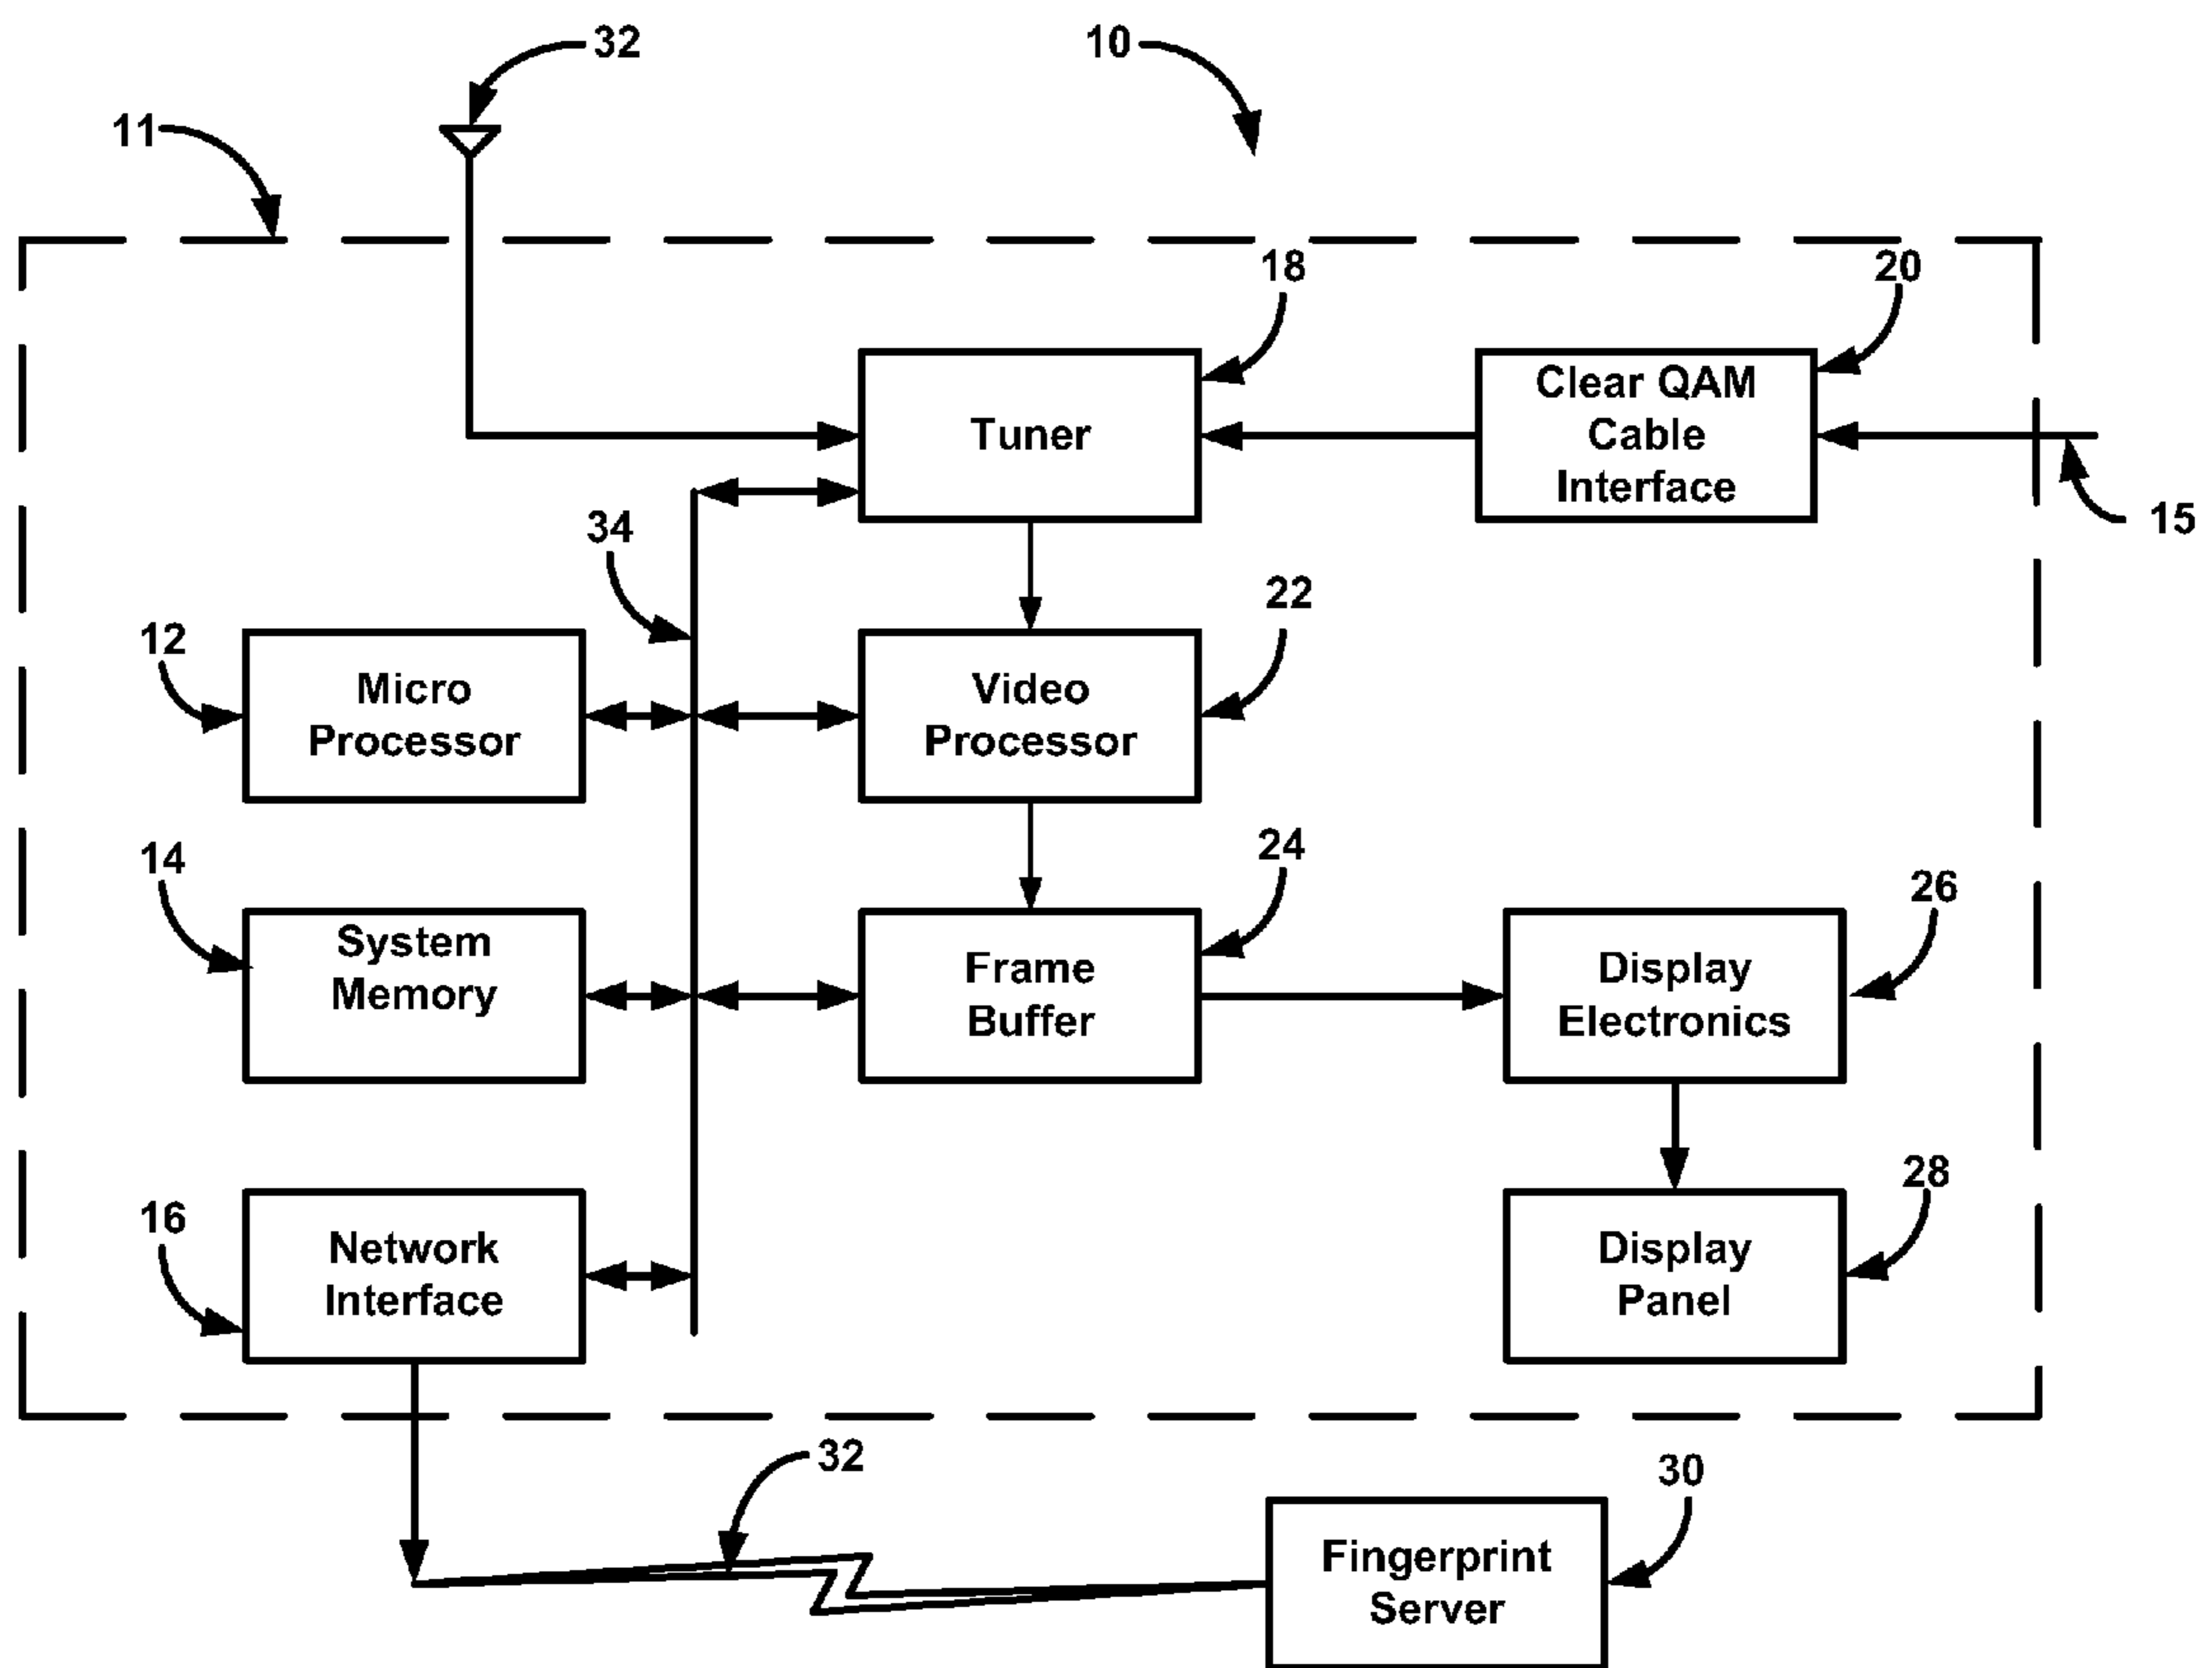 32
10
11
18
20
Tuner
Clear QAM
Cable
Interface
15
34
22
12
Micro
Processor
Video
Processor
14
24
26
System
Memory
Frame
Buffer
Display
Electronics
16
28
Network
Interface
Display
Panel
32
30
Fingerprint
Server